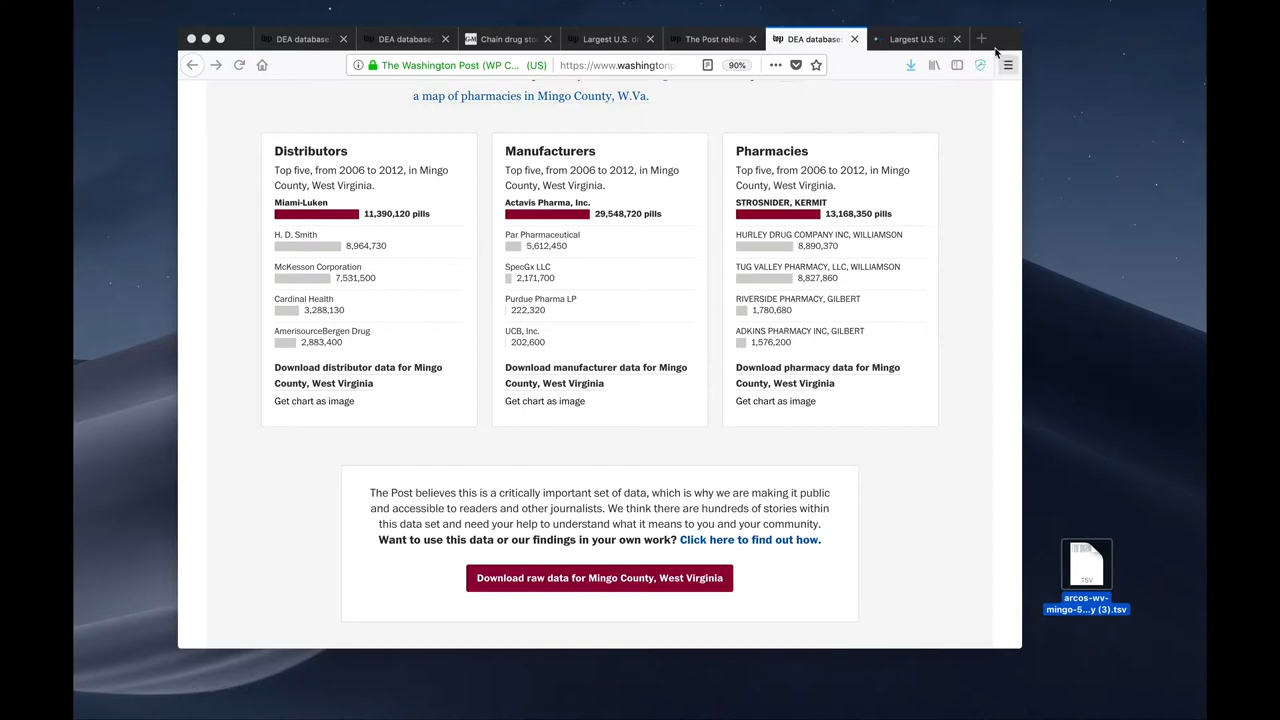 DEA database:
DEA database:
GM
Chain drug sto
Largest U.S. dr
The Post relea
DEA database:
Largest U.S. dr
The Washington Post (WP C... (US)
https://www.washingtonp
90%
a map of pharmacies in Mingo County, W.Va.
Distributors
Top five, from 2006 to 2012, in Mingo
County, West Virginia.
Miami-Luken
11,390,120 pills
H. D. Smith
8,964,730
McKesson Corporation
7,531,500
Cardinal Health
3,288,130
AmerisourceBergen Drug
2,883,400
Download distributor data for Mingo
County, West Virginia
Get chart as image
Manufacturers
Top five, from 2006 to 2012, in Mingo
County, West Virginia.
Actavis Pharma, Inc.
29,548,720 pills
Par Pharmaceutical
5,612,450
SpecGx LLC
2,171,700
Purdue Pharma LP
222,320
UCB, Inc.
202,600
Download manufacturer data for Mingo
County, West Virginia
Get chart as image
Pharmacies
Top five, from 2006 to 2012, in Mingo
County, West Virginia.
STROSNIDER, KERMIT
13,168,350 pills
HURLEY DRUG COMPANY INC, WILLIAMSON
8,890,370
TUG VALLEY PHARMACY, LLC, WILLIAMSON
8,827,860
RIVERSIDE PHARMACY, GILBERT
1,780,680
ADKINS PHARMACY INC, GILBERT
1,576,200
Download pharmacy data for Mingo
County, West Virginia
Get chart as image
The Post believes this is a critically important set of data, which is why we are making it public
and accessible to readers and other journalists. We think there are hundreds of stories within
this data set and need your help to understand what it means to you and your community.
Want to use this data or our findings in your own work? Click here to find out how.
Download raw data for Mingo County, West Virginia
TSV
arcos-wv-
mingo-5...y (3).tsv